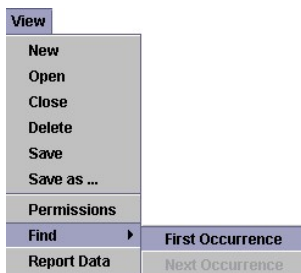 View
New
Open
Close
Delete
Save
Save as ...
Permissions
Find
First Occurrence
Report Data
Next Occurrence